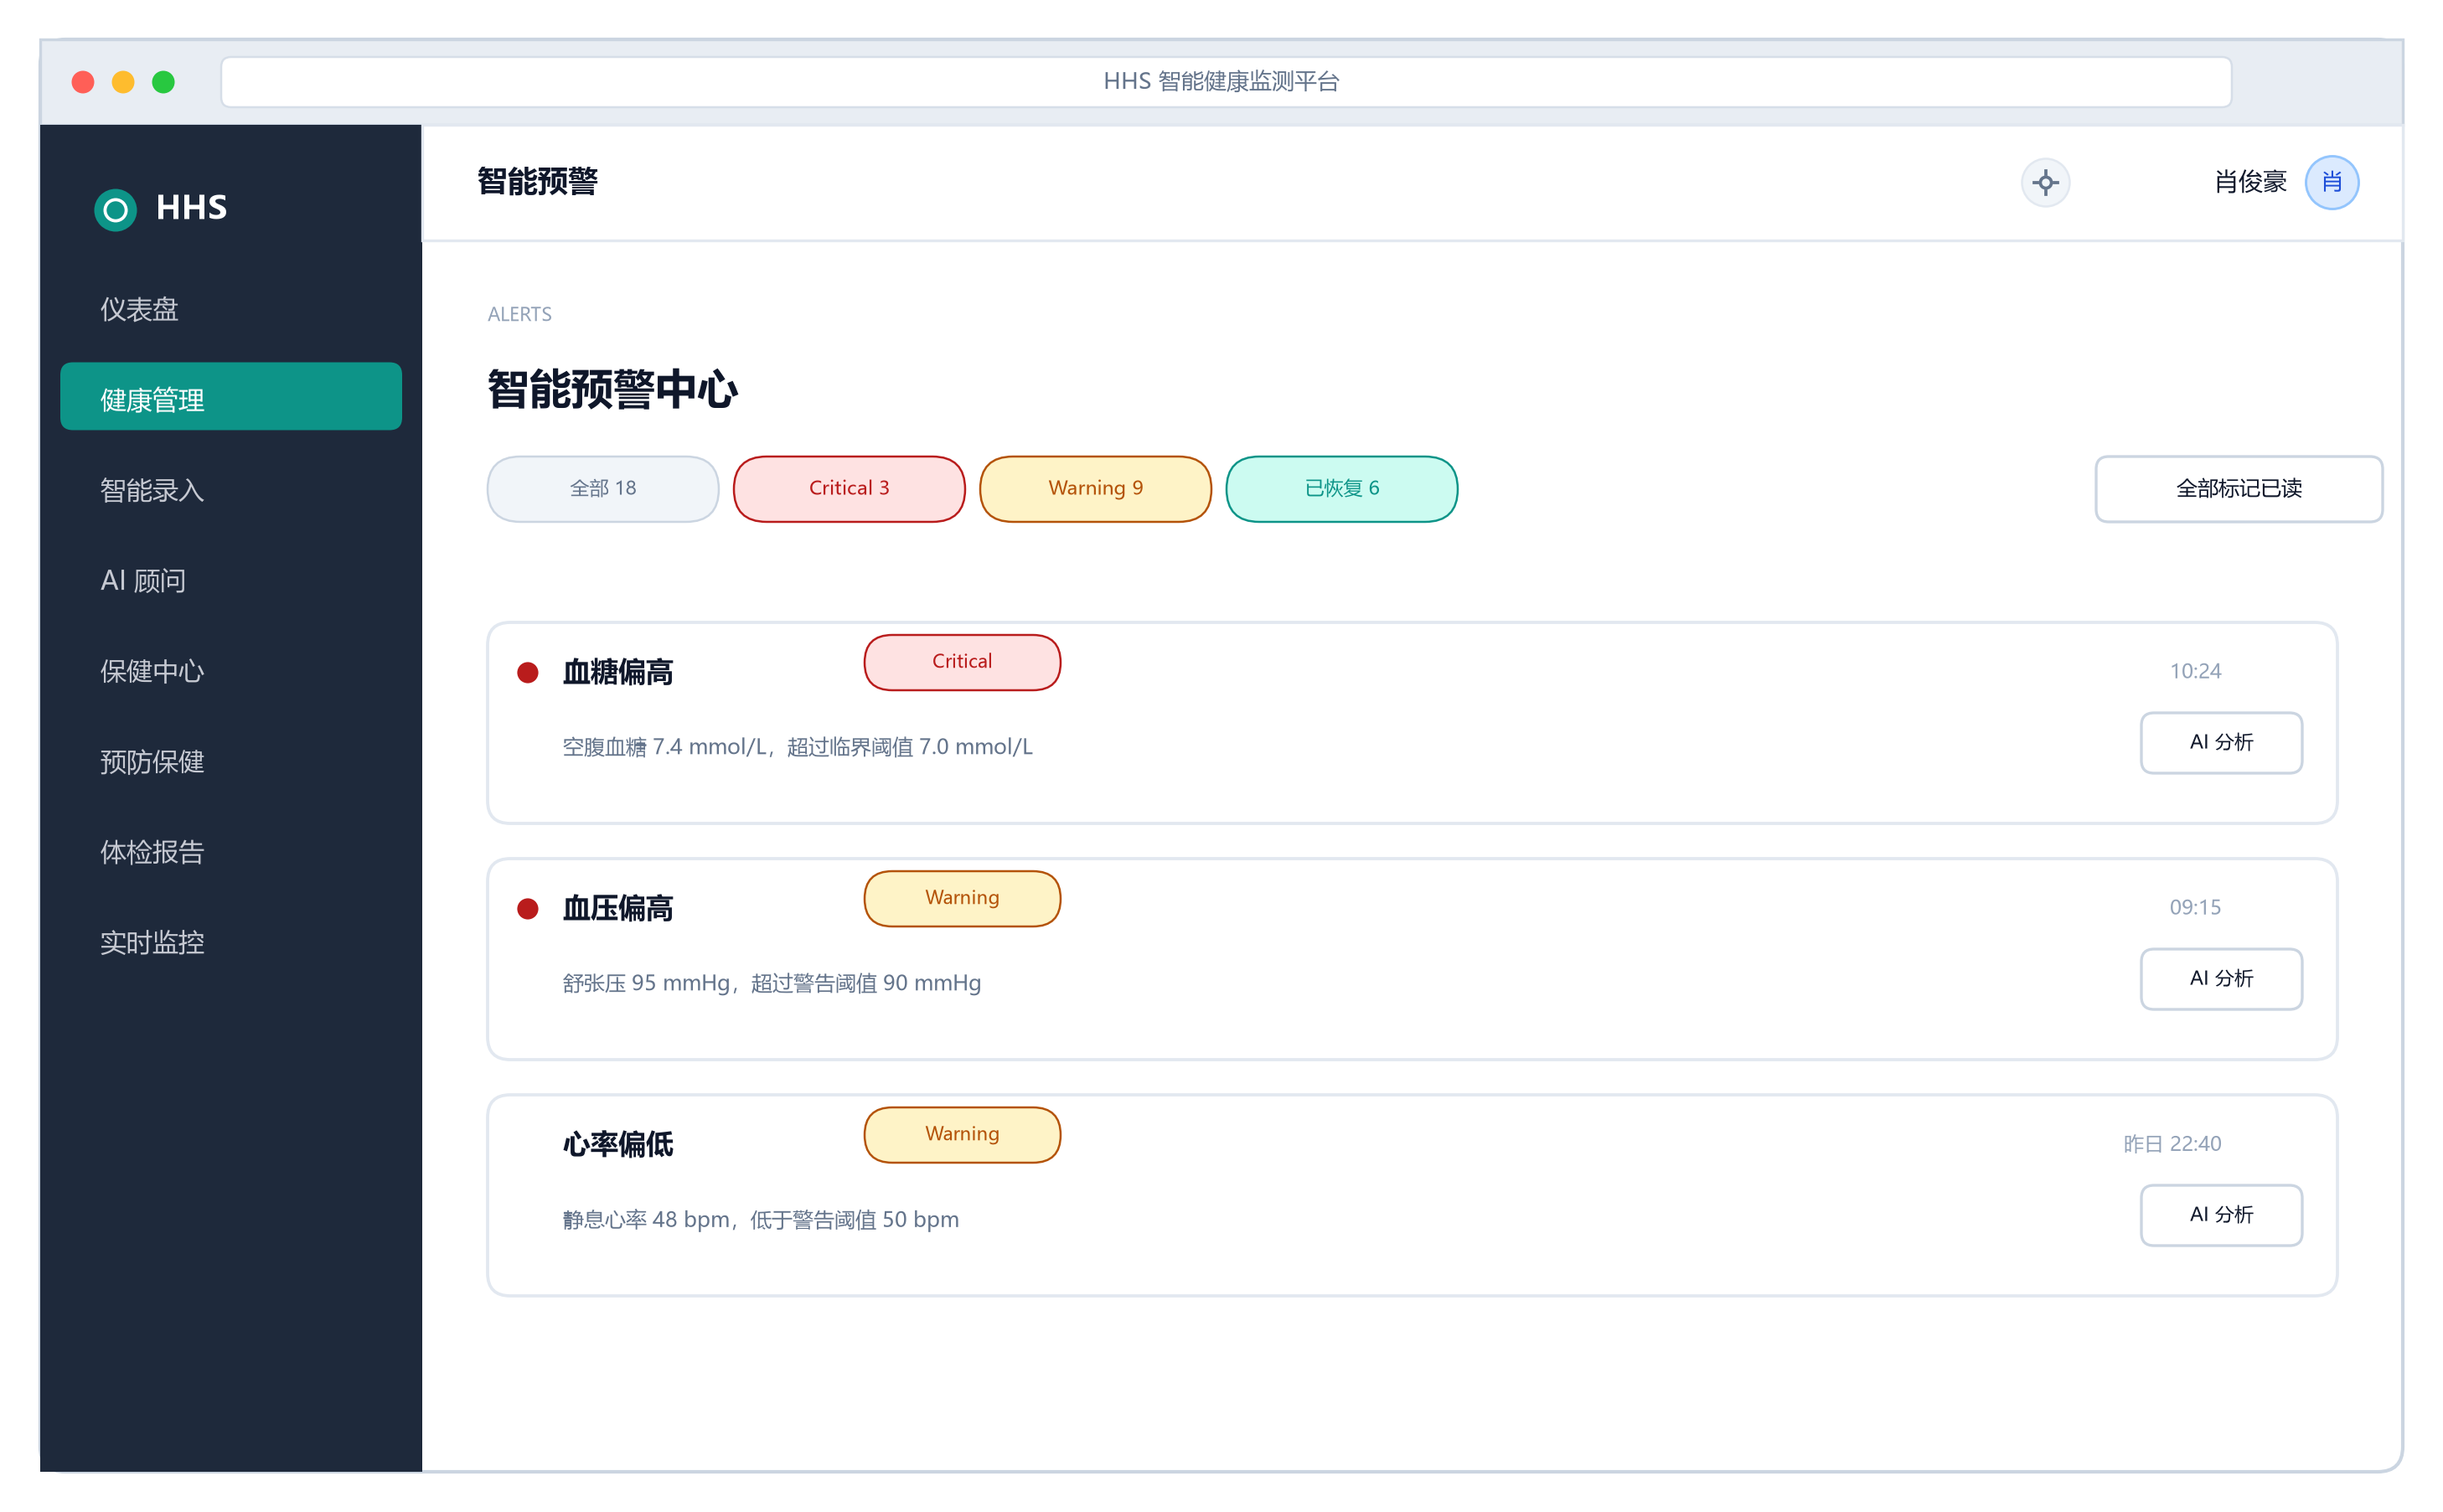 HHS 智能健康监测平台
HHS
仪表盘
健康管理
智能录入
AI 顾问
保健中心
预防保健
体检报告
实时监控
智能预警
肖俊豪
肖
ALERTS
智能预警中心
全部 18
Critical 3
Warning 9
已恢复 6
全部标记已读
血糖偏高
Critical
10:24
空腹血糖 7.4 mmol/L，超过临界阈值 7.0 mmol/L
AI 分析
血压偏高
Warning
09:15
舒张压 95 mmHg，超过警告阈值 90 mmHg
AI 分析
心率偏低
Warning
昨日 22:40
静息心率 48 bpm，低于警告阈值 50 bpm
AI 分析